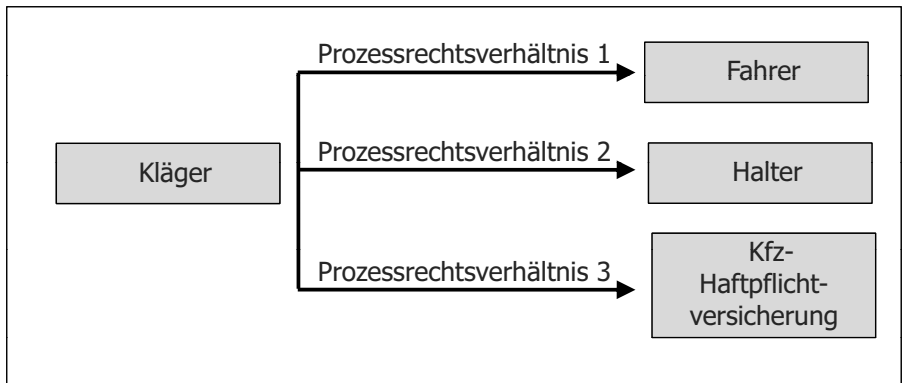 Prozessrechtsverhältnis 1
Fahrer
Kläger
Prozessrechtsverhältnis 2
Halter
Prozessrechtsverhältnis 3
Kfz-
Haftpflicht-
versicherung